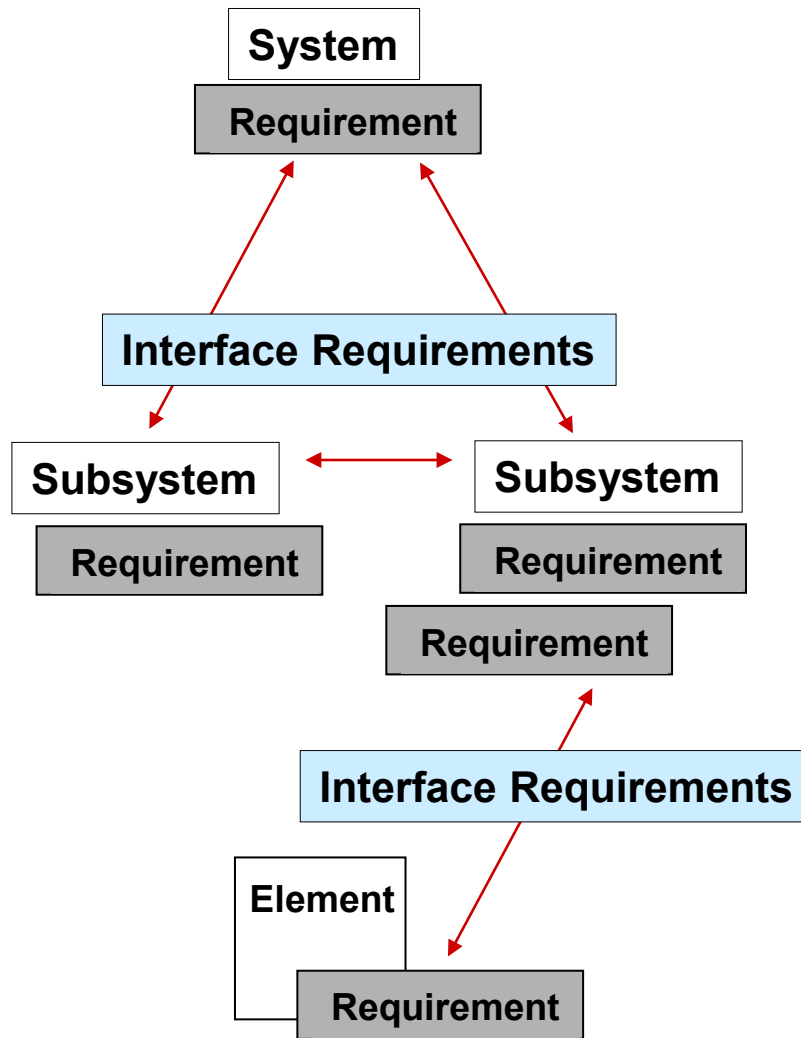 System
Requirement
Interface Requirements
Subsystem
Subsystem
Requirement
Requirement
Requirement
Interface Requirements
Element
Requirement